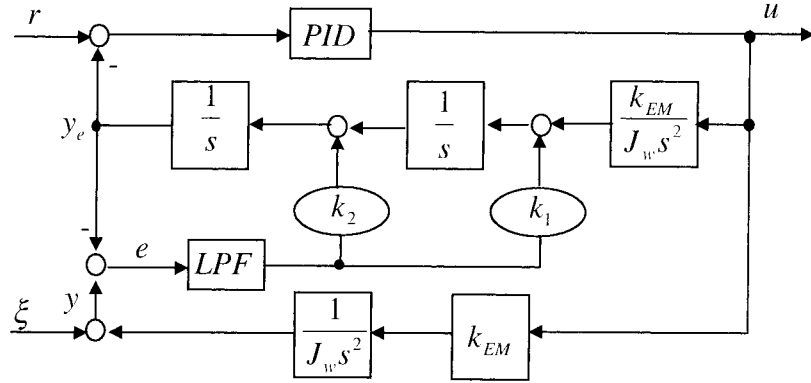 r
PID
u
-
1
s
1
s
k_EM
J_w s^2
y_e
k_2
k_1
-
e
LPF
y
ξ
1
J_w s^2
k_EM